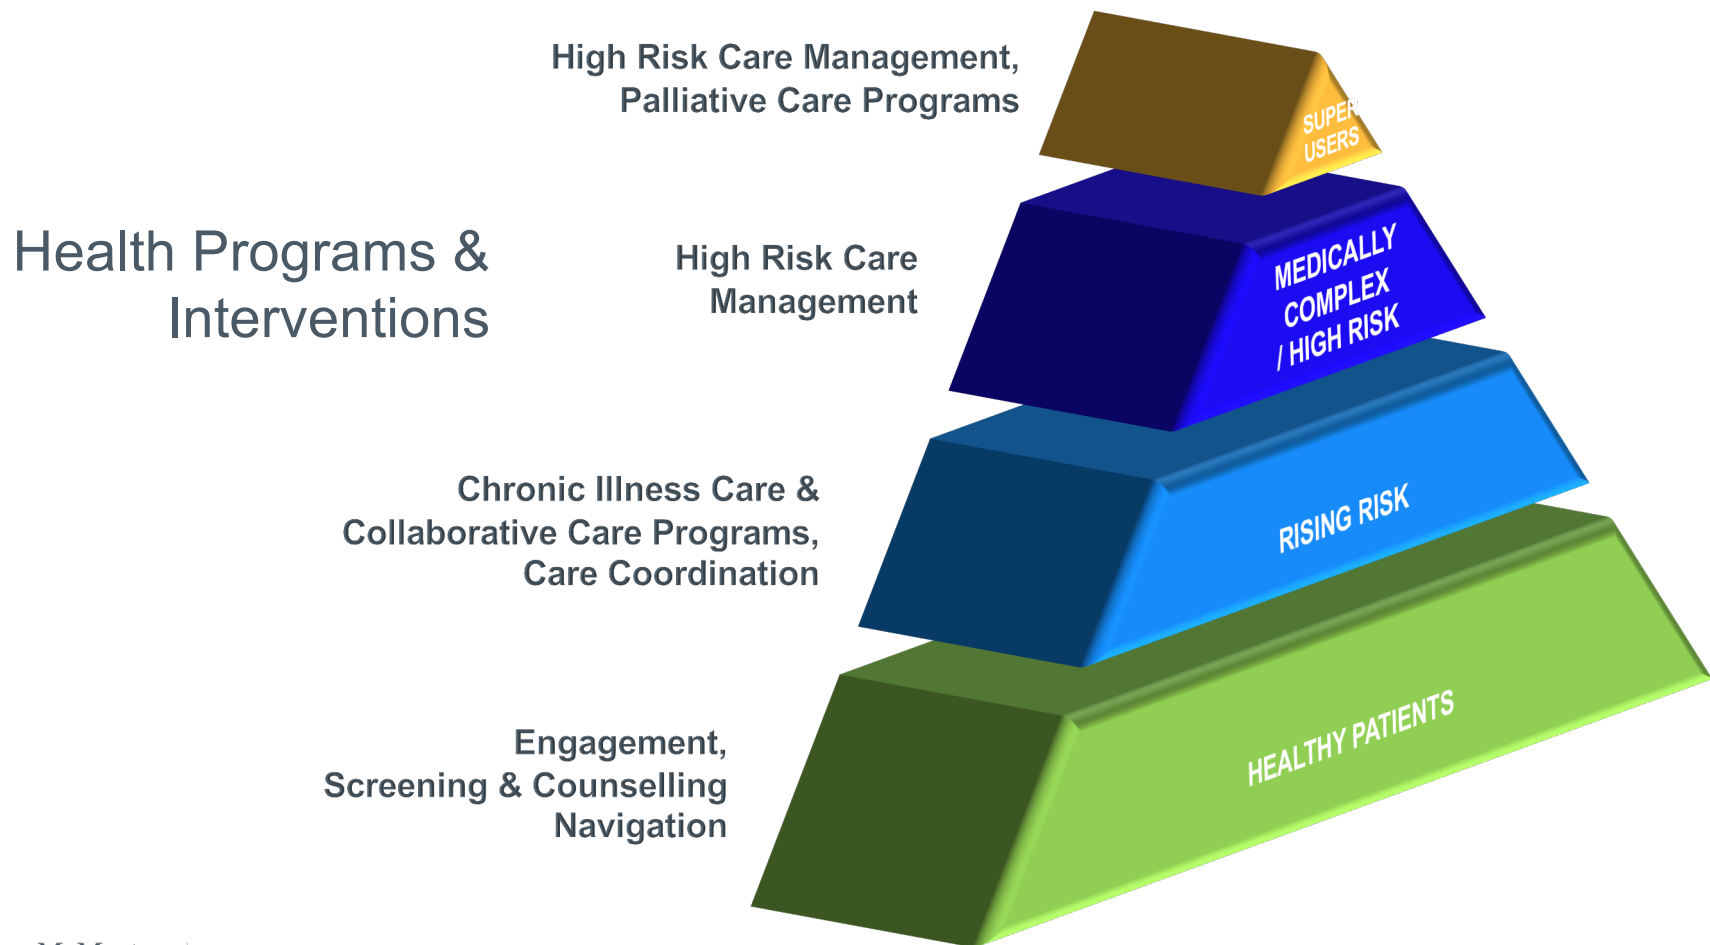 High Risk Care Management,
Palliative Care Programs
SUPER
USERS
Health Programs &
Interventions
High Risk Care
Management
MEDICALLY
COMPLEX
/ HIGH RISK
Chronic Illness Care &
Collaborative Care Programs,
Care Coordination
RISING RISK
Engagement,
Screening & Counselling
Navigation
HEALTHY PATIENTS